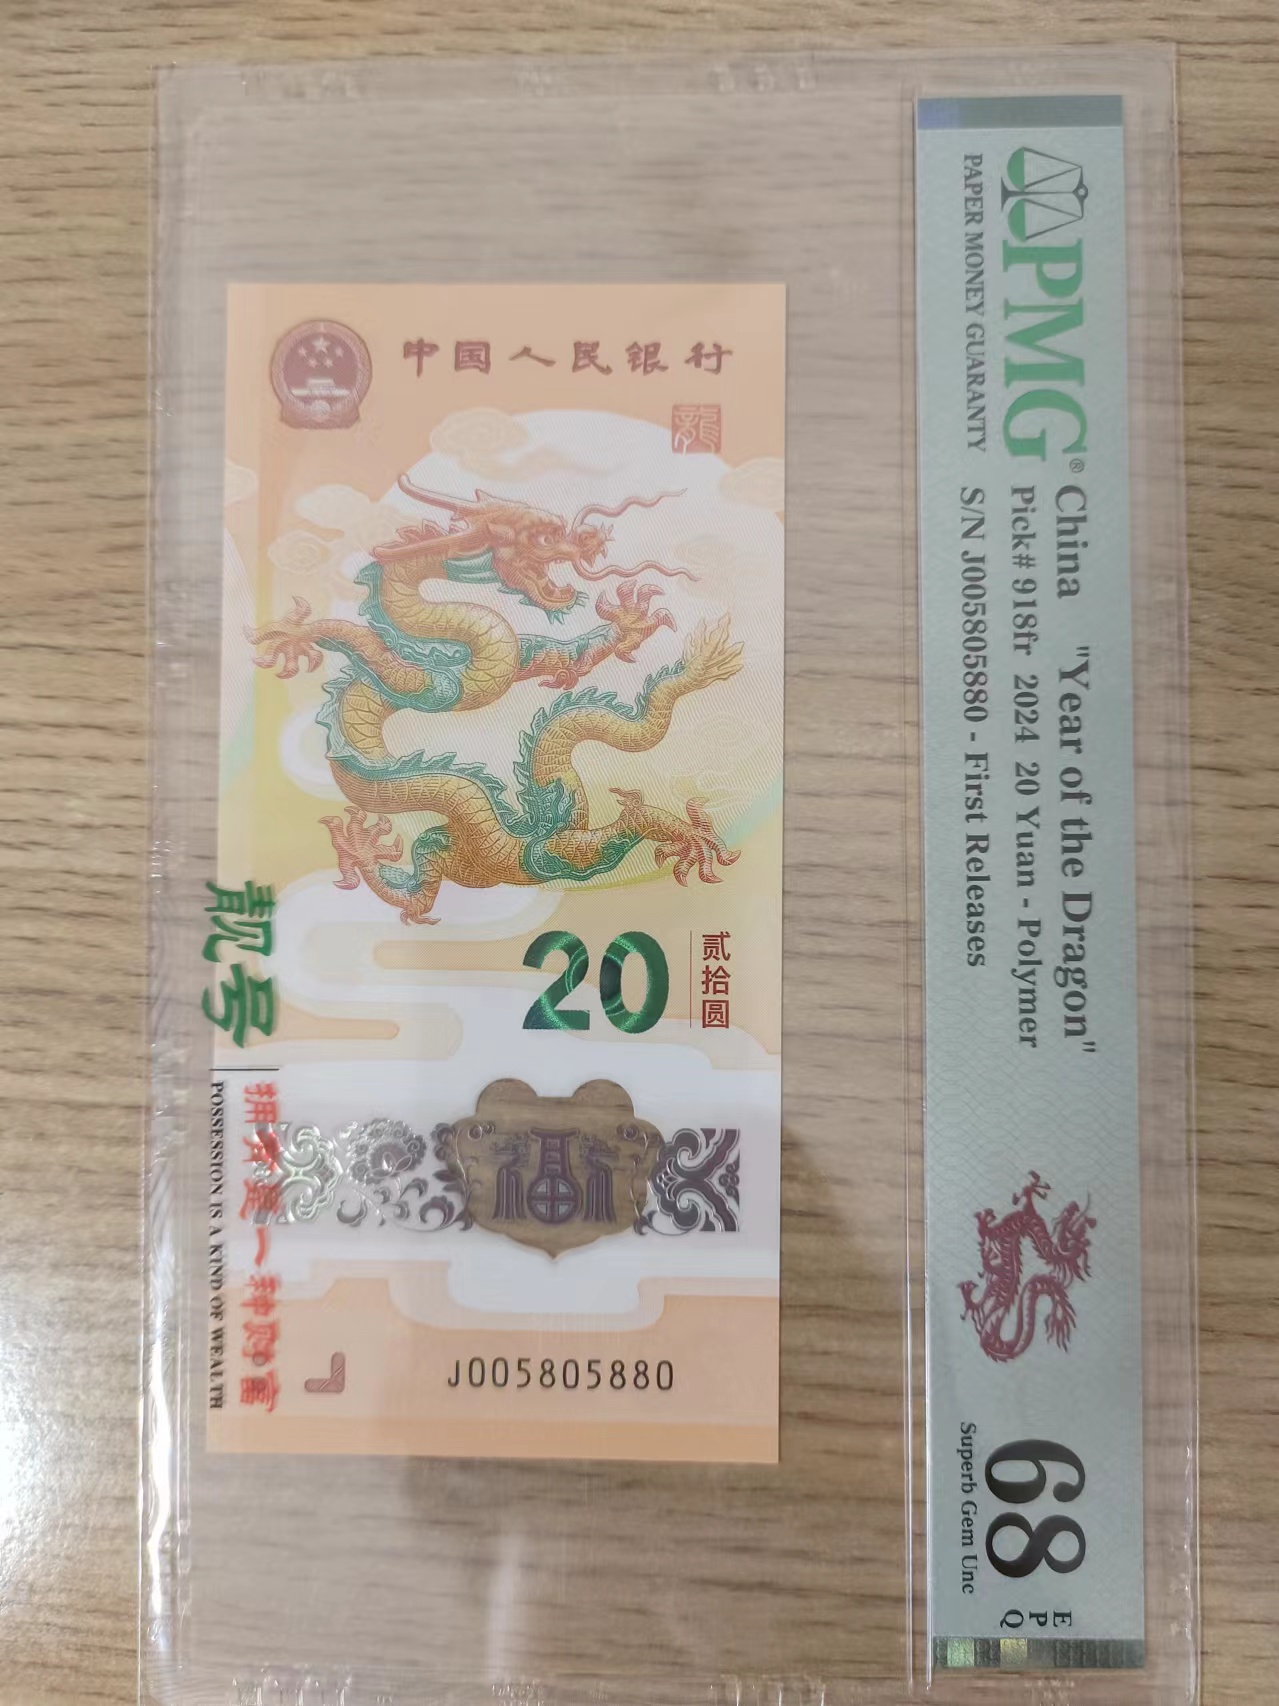 中国人民银行
龍
20
贰拾圆
福
J005805880
靓号
拥有是一种财富
POSSESSION IS A KIND OF WEALTH
PMG®
PAPER MONEY GUARANTY
China "Year of the Dragon"
Pick# 918fr 2024 20 Yuan - Polymer
S/N J005805880 - First Releases
68
EPQ
Superb Gem Unc